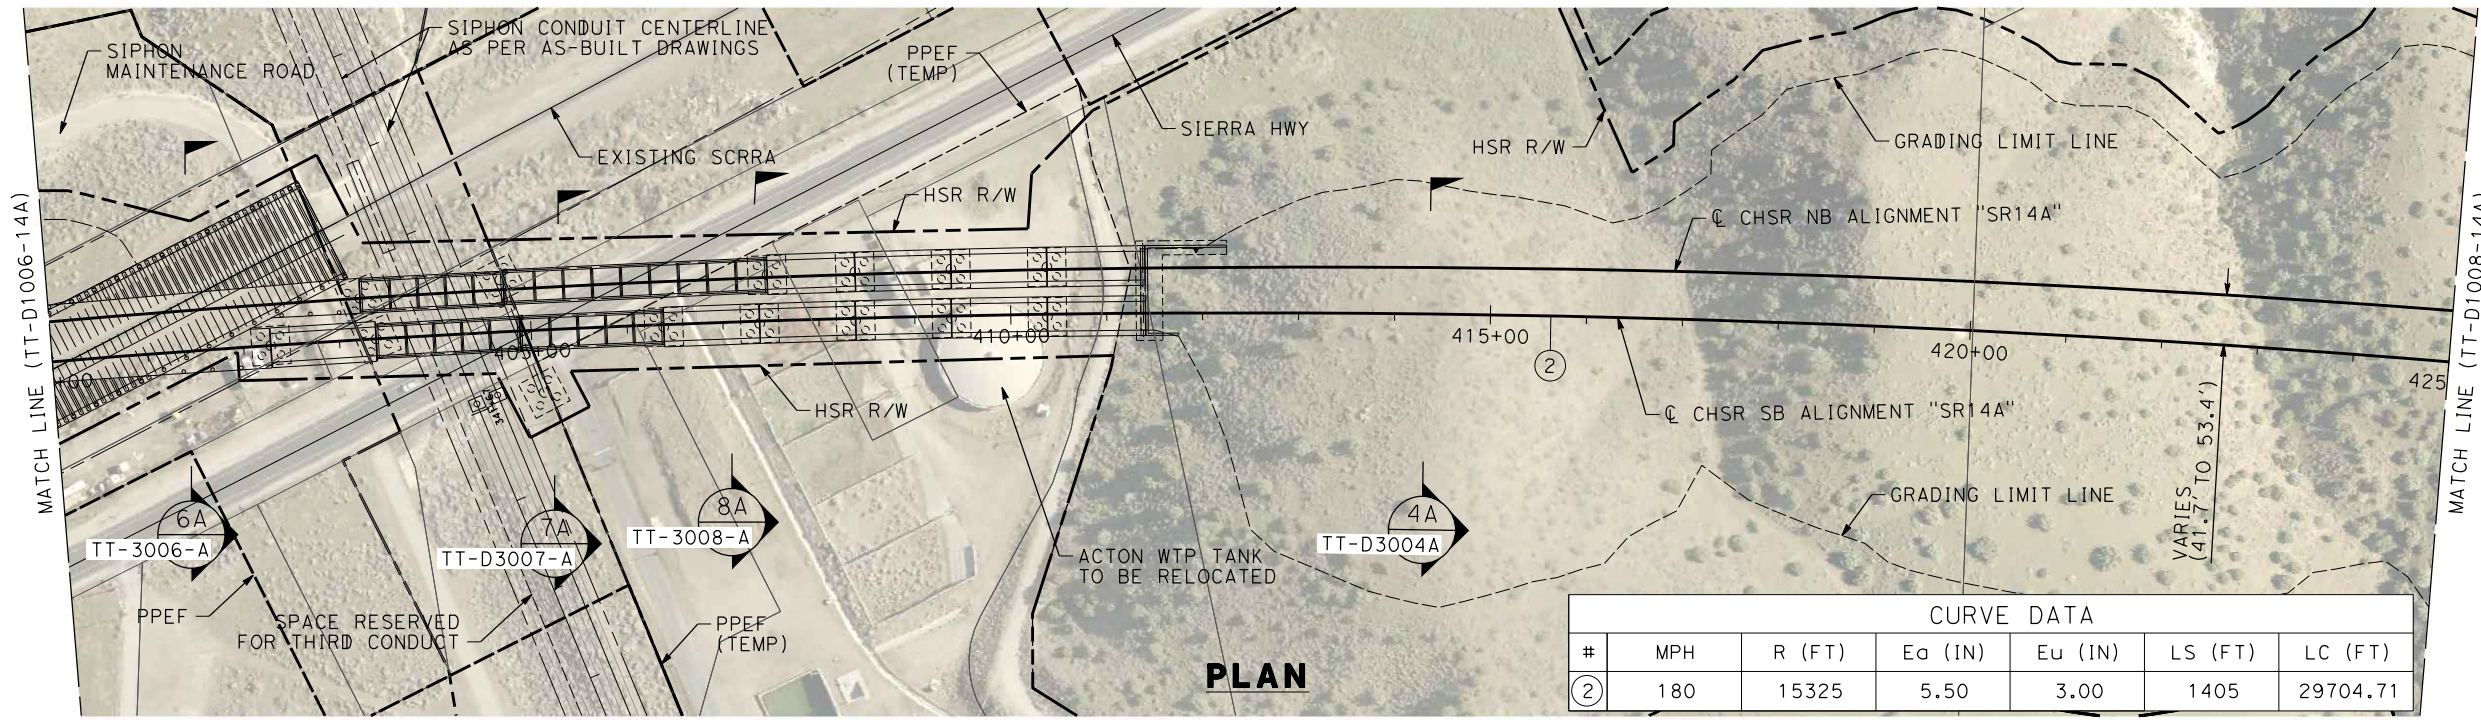 SIPHON
MAINTENANCE ROAD
SIPHON CONDUIT CENTERLINE
AS PER AS-BUILT DRAWINGS
PPEF
(TEMP)
EXISTING SCRRA
SIERRA HWY
HSR R/W
HSR R/W
GRADING LIMIT LINE
℄ CHSR NB ALIGNMENT "SR14A"
MATCH LINE (TT-D1006-14A)
MATCH LINE (TT-D1008-14A)
+00
405+00
410+00
415+00
420+00
425
2
HSR R/W
℄ CHSR SB ALIGNMENT "SR14A"
VARIES
(41.7' TO 53.4')
6A
TT-3006-A
7A
TT-D3007-A
8A
TT-3008-A
4A
TT-D3004A
GRADING LIMIT LINE
ACTON WTP TANK
TO BE RELOCATED
PPEF
SPACE RESERVED
FOR THIRD CONDUCT
PPEF
(TEMP)
PLAN
CURVE DATA
# MPH R (FT) Ea (IN) Eu (IN) LS (FT) LC (FT)
2 180 15325 5.50 3.00 1405 29704.71